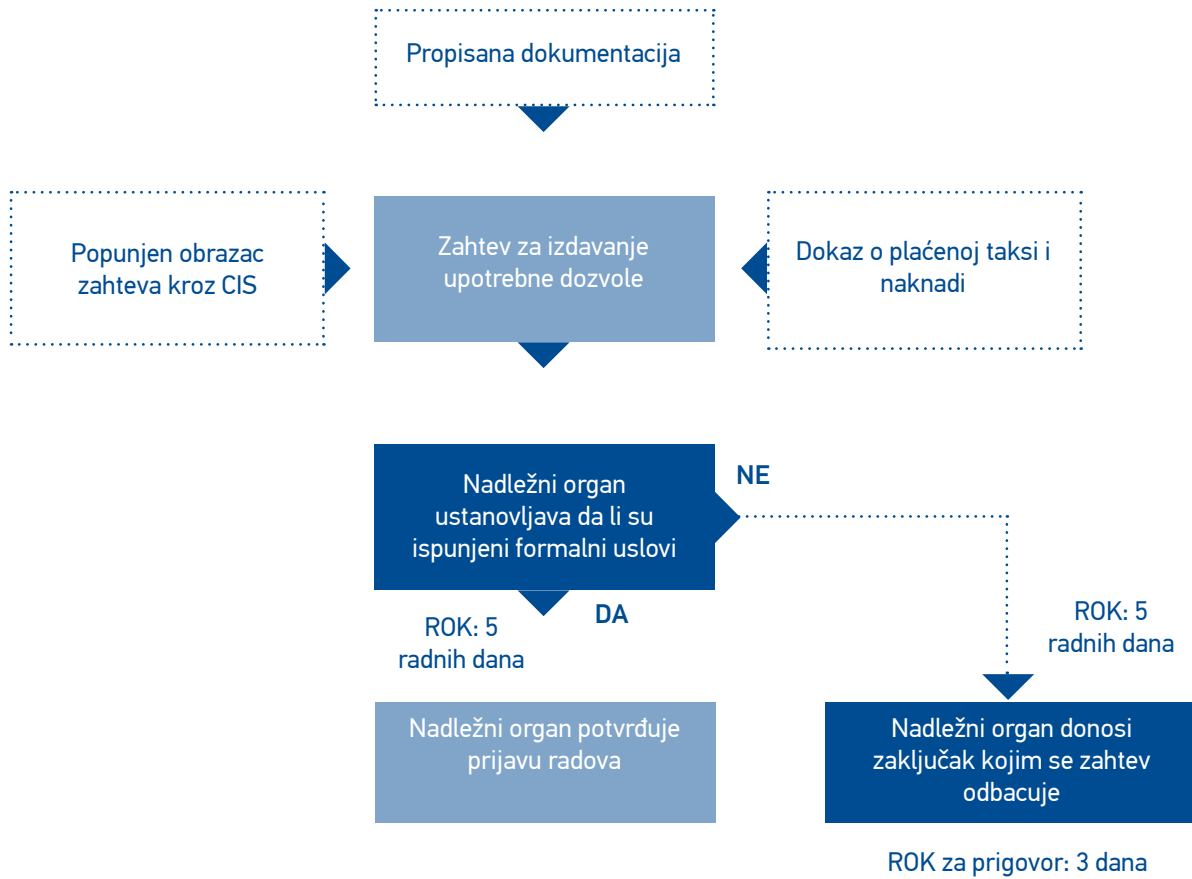 Propisana dokumentacija
Popunjen obrazac
zahteva kroz CIS
Zahtev za izdavanje
upotrebne dozvole
Dokaz o plaćenoj taksi i
naknadi
Nadležni organ
ustanovljava da li su
ispunjeni formalni uslovi
NE
DA
ROK: 5
radnih dana
ROK: 5
radnih dana
Nadležni organ potvrđuje
prijavu radova
Nadležni organ donosi
zaključak kojim se zahtev
odbacuje
ROK za prigovor: 3 dana